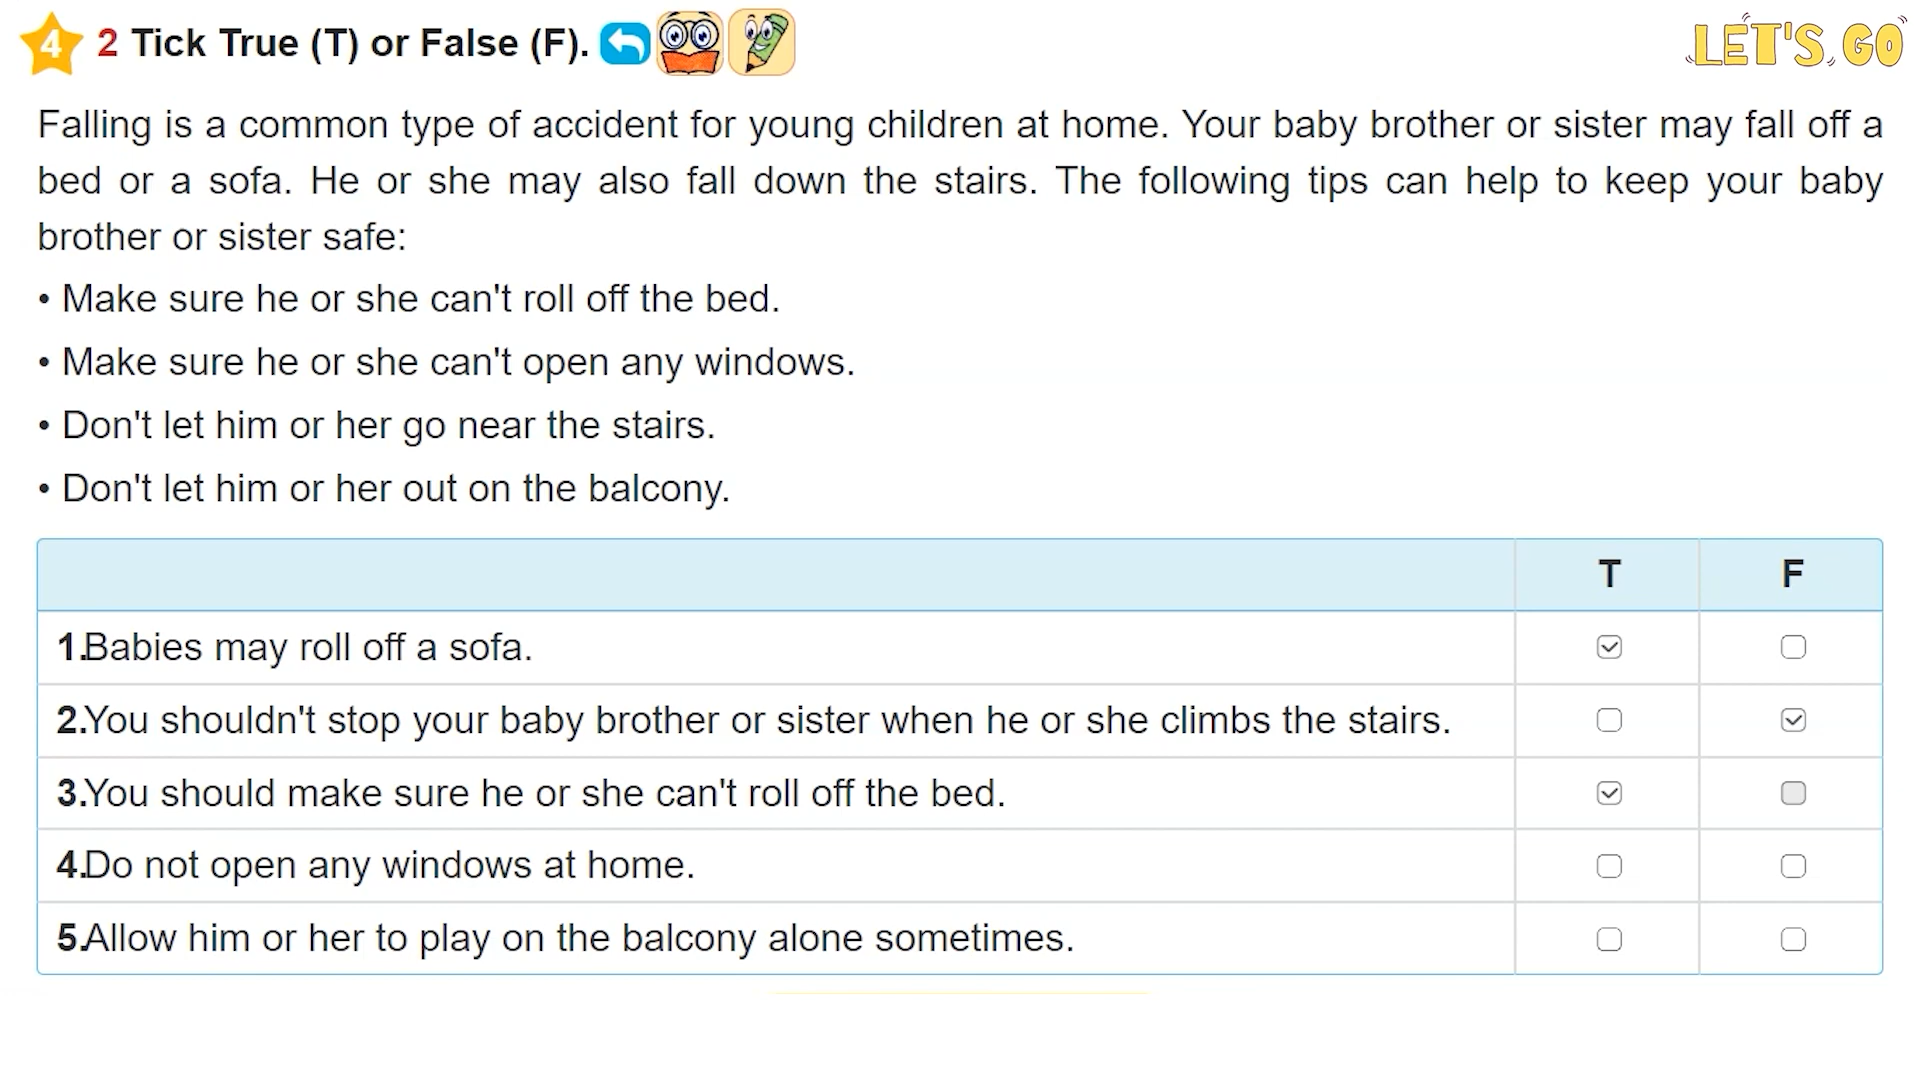 4 2 Tick True (T) or False (F).
LET'S GO
Falling is a common type of accident for young children at home. Your baby brother or sister may fall off a
bed or a sofa. He or she may also fall down the stairs. The following tips can help to keep your baby
brother or sister safe:
• Make sure he or she can't roll off the bed.
• Make sure he or she can't open any windows.
• Don't let him or her go near the stairs.
• Don't let him or her out on the balcony.
T F
1.Babies may roll off a sofa.
2.You shouldn't stop your baby brother or sister when he or she climbs the stairs.
3.You should make sure he or she can't roll off the bed.
4.Do not open any windows at home.
5.Allow him or her to play on the balcony alone sometimes.